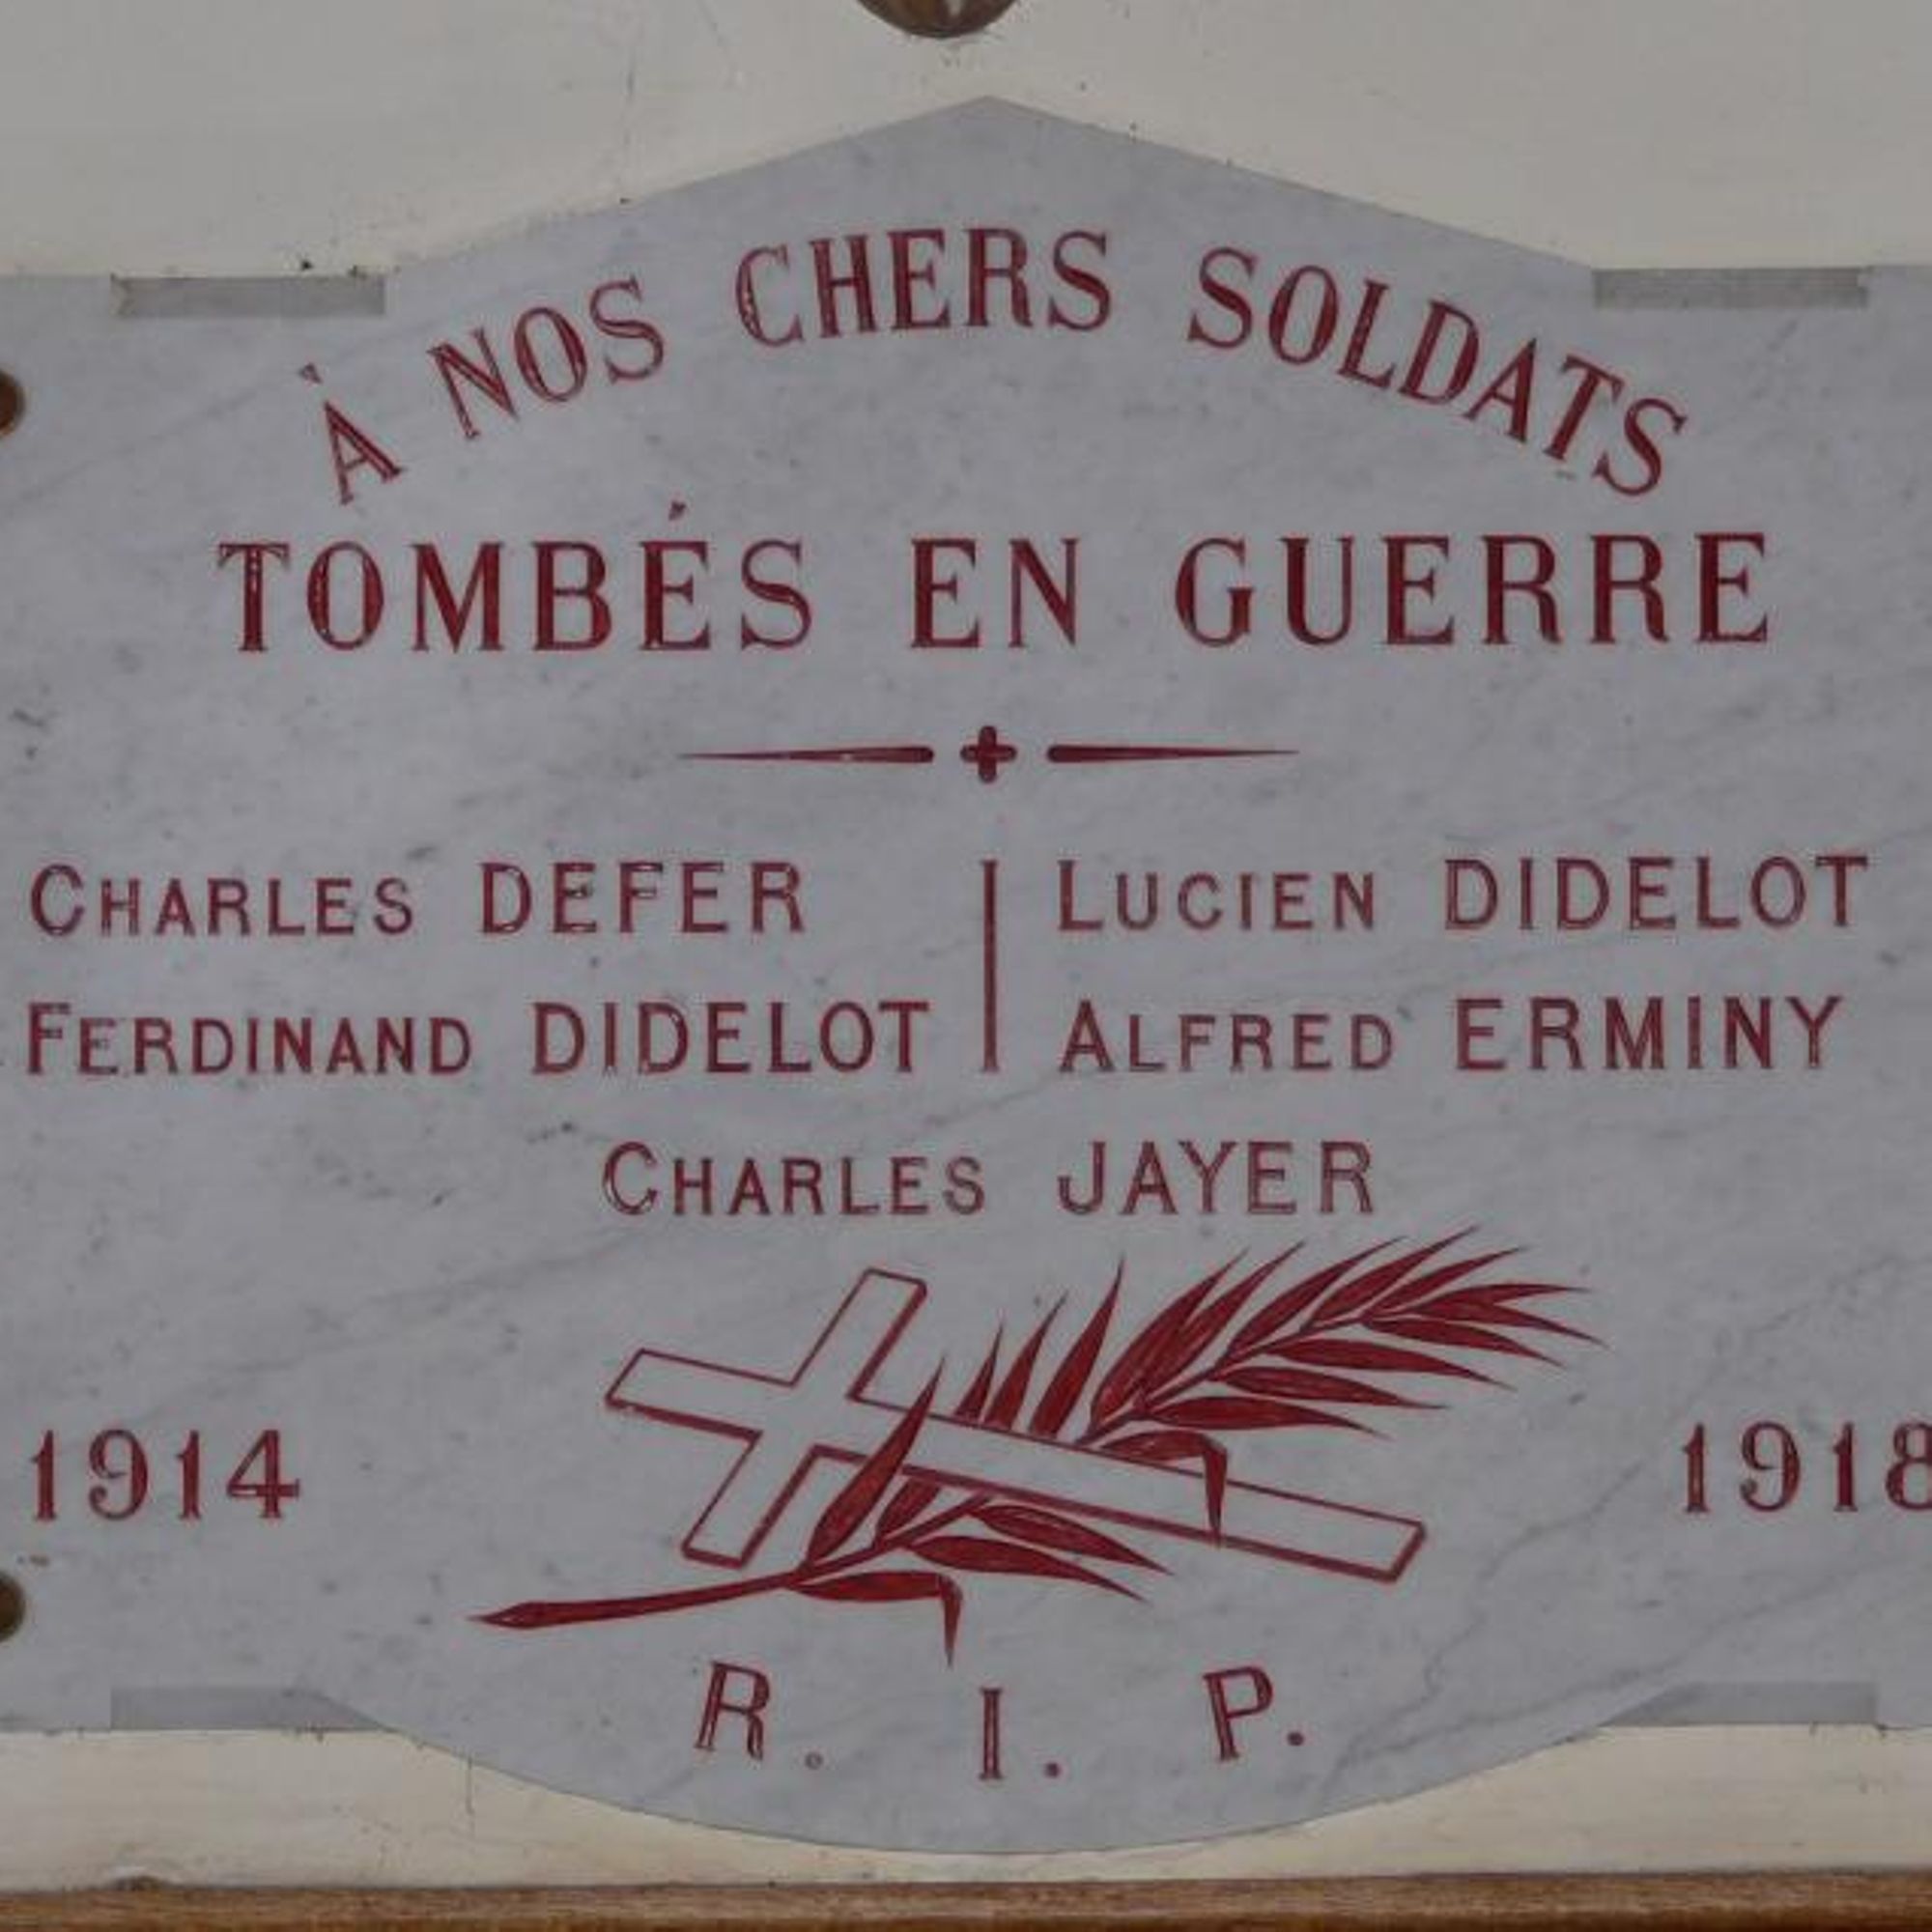 À NOS CHERS SOLDATS
TOMBÉS EN GUERRE
CHARLES DEFER
FERDINAND DIDELOT
LUCIEN DIDELOT
ALFRED ERMINY
CHARLES JAYER
1914 1918
R. I. P.